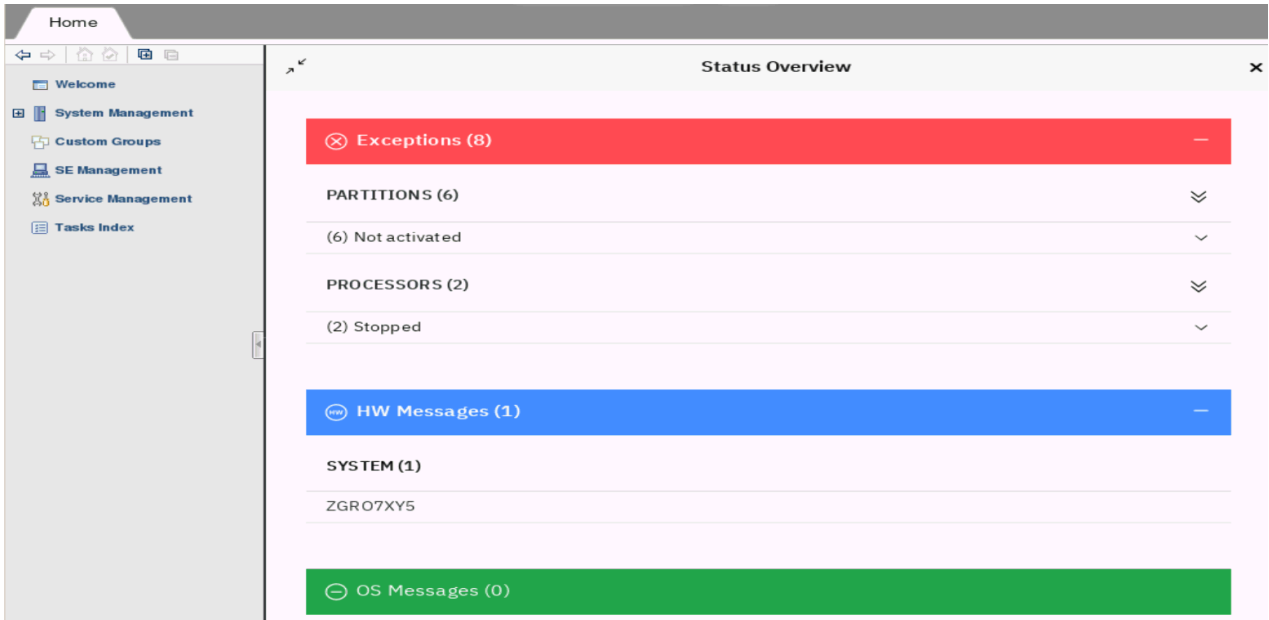 Home
Status Overview
Welcome
System Management
Custom Groups
SE Management
Service Management
Tasks Index
Exceptions (8)
PARTITIONS (6)
(6) Not activated
PROCESSORS (2)
(2) Stopped
HW HW Messages (1)
SYSTEM (1)
ZGRO7XY5
OS Messages (0)